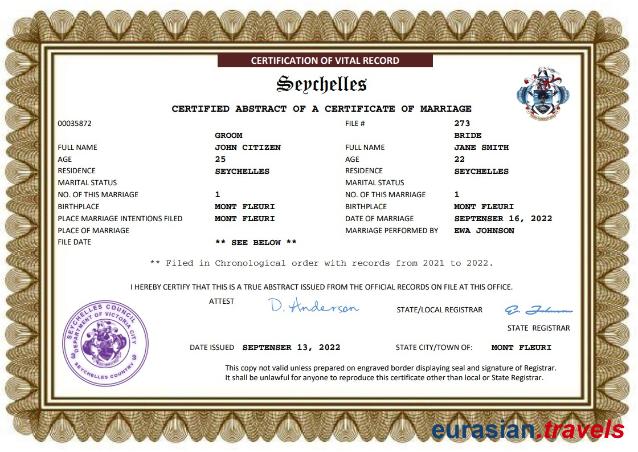 CERTIFICATION OF VITAL RECORD
Seychelles
CERTIFIED ABSTRACT OF A CERTIFICATE OF MARRIAGE
00035872 FILE # 273
GROOM BRIDE
FULL NAME JOHN CITIZEN FULL NAME JANE SMITH
AGE 25 AGE 22
RESIDENCE SEYCHELLES RESIDENCE SEYCHELLES
MARITAL STATUS MARITAL STATUS
NO. OF THIS MARRIAGE 1 NO. OF THIS MARRIAGE 1
BIRTHPLACE MONT FLEURI BIRTHPLACE MONT FLEURI
PLACE MARRIAGE INTENTIONS FILED MONT FLEURI DATE OF MARRIAGE SEPTENSER 16, 2022
PLACE OF MARRIAGE MARRIAGE PERFORMED BY EWA JOHNSON
FILE DATE ** SEE BELOW **
** Filed in Chronological order with records from 2021 to 2022.
I HEREBY CERTIFY THAT THIS IS A TRUE ABSTRACT ISSUED FROM THE OFFICIAL RECORDS ON FILE AT THIS OFFICE.
ATTEST D. Anderson STATE/LOCAL REGISTRAR
STATE REGISTRAR
SEYCHELLES COUNCIL
DEPARTMENT OF VICTORIA CITY
SEYCHELLES COUNTRY
DATE ISSUED SEPTENSER 13, 2022 STATE CITY/TOWN OF: MONT FLEURI
This copy not valid unless prepared on engraved border displaying seal and signature of Registrar.
It shall be unlawful for anyone to reproduce this certificate other than local or State Registrar.
eurasian.travels